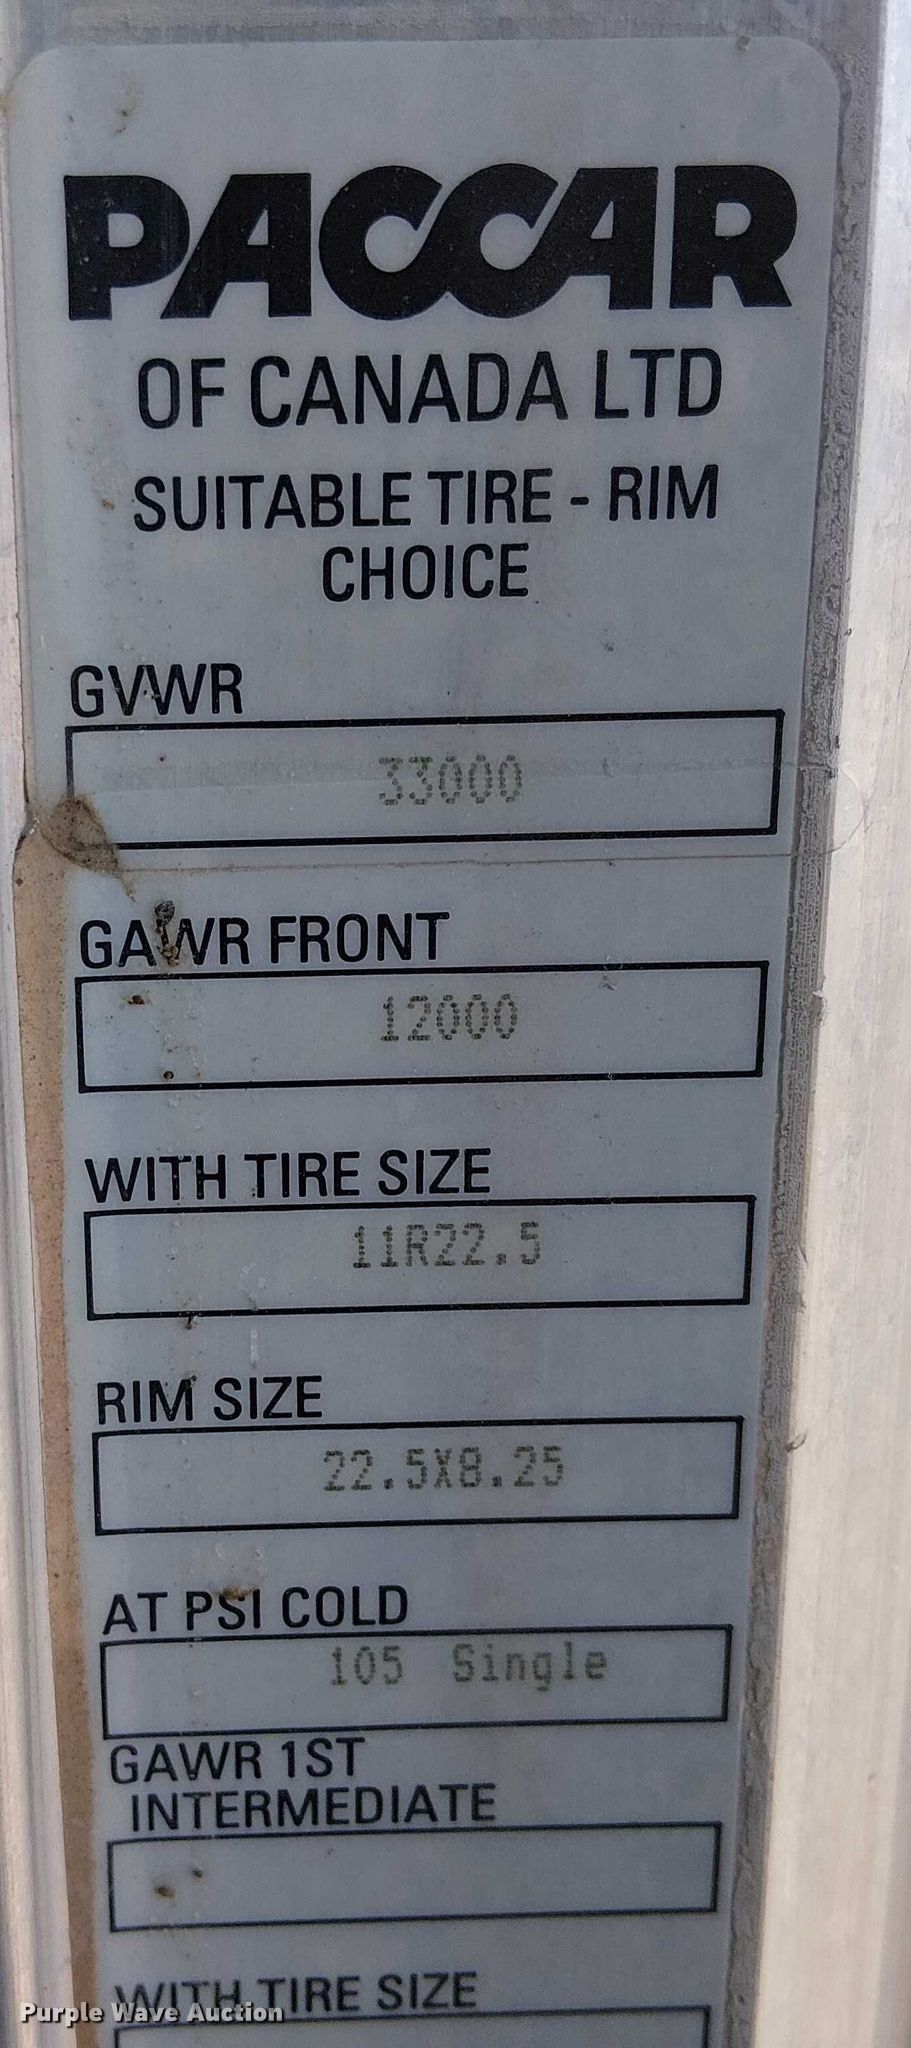 PACCAR
OF CANADA LTD
SUITABLE TIRE - RIM
CHOICE
GVWR
33000
GAWR FRONT
12000
WITH TIRE SIZE
11R22.5
RIM SIZE
22.5X8.25
AT PSI COLD
105 Single
GAWR 1ST
INTERMEDIATE
WITH TIRE SIZE
Purple Wave Auction